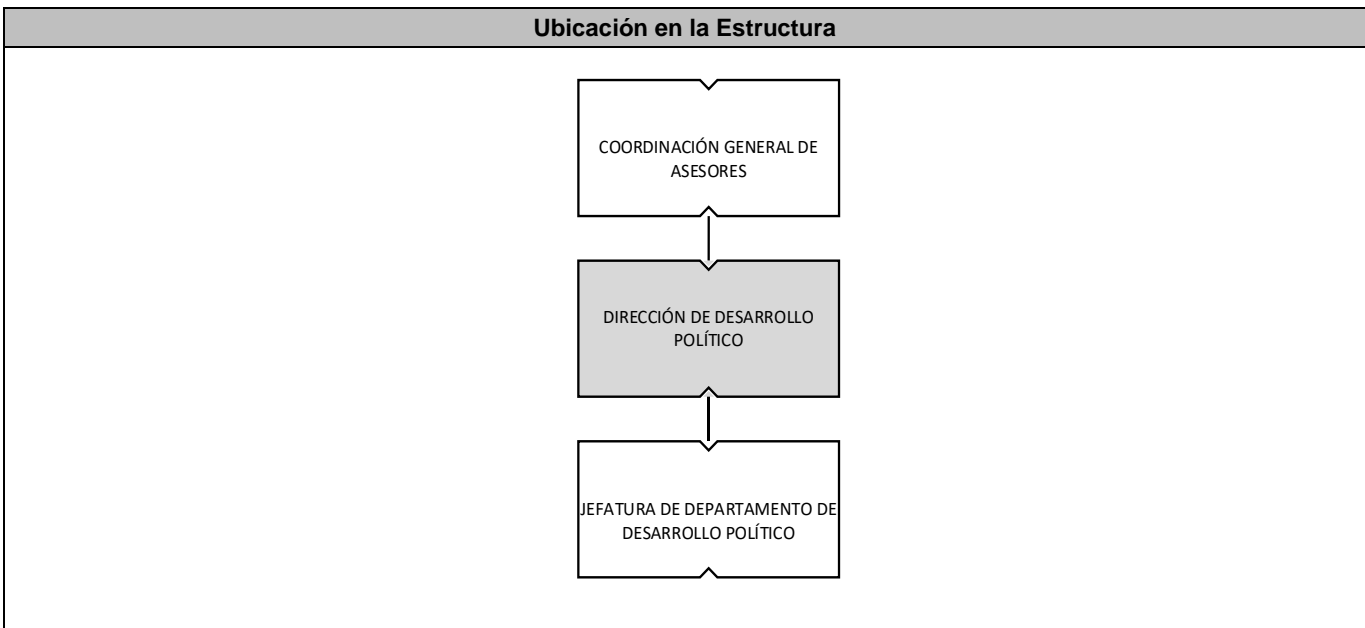 Ubicación en la Estructura
COORDINACIÓN GENERAL DE
ASESORES
DIRECCIÓN DE DESARROLLO
POLÍTICO
JEFATURA DE DEPARTAMENTO DE
DESARROLLO POLÍTICO